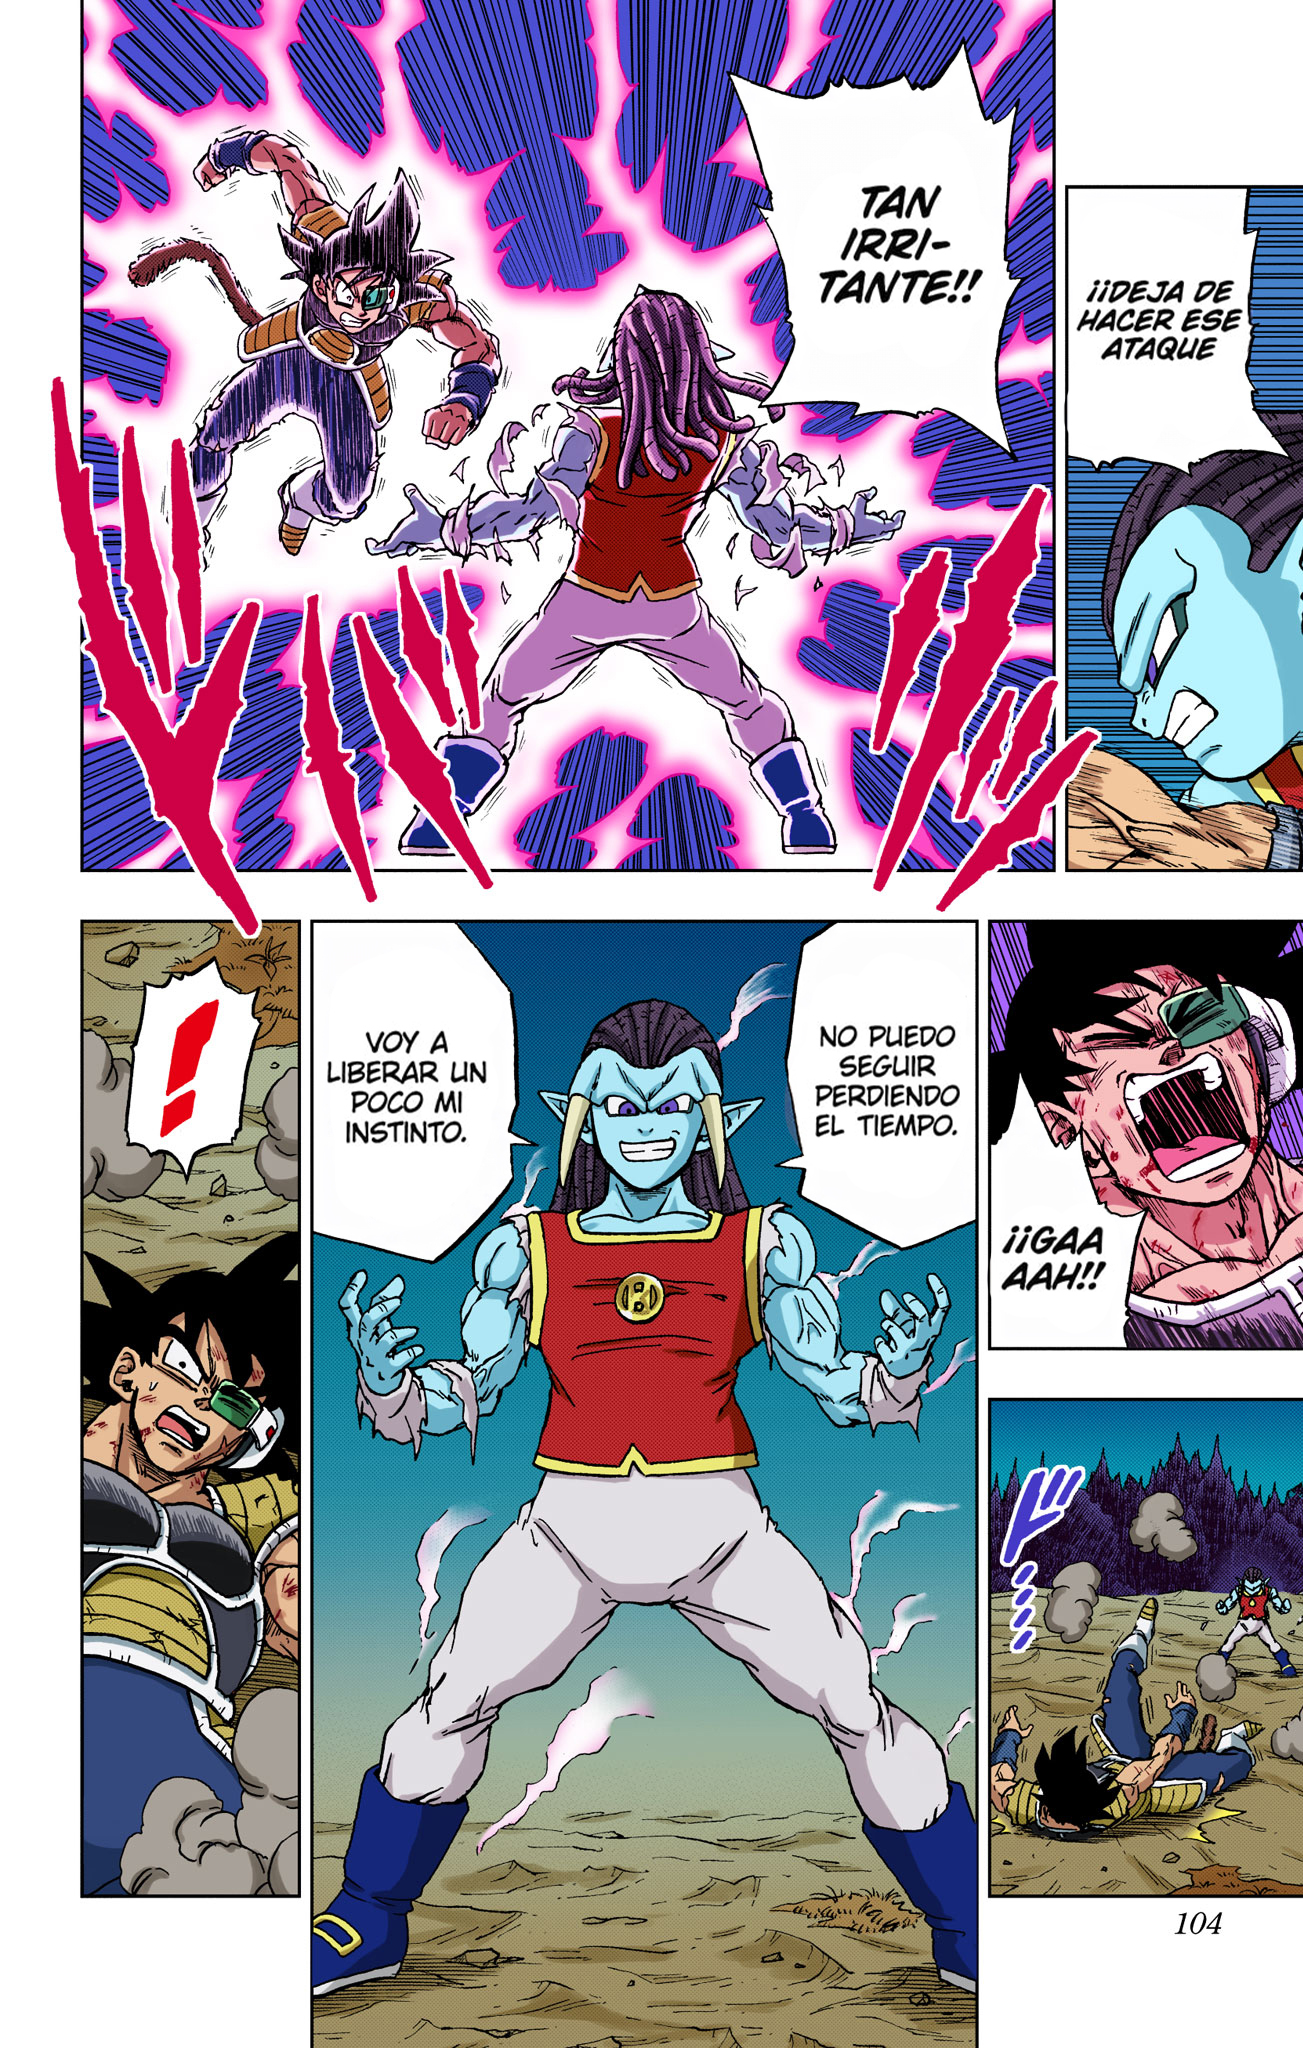 ¡¡DEJA DE
HACER ESE
ATAQUE
TAN
IRRI-
TANTE!!
¡¡GAA
AAH!!
ド
NO PUEDO
SEGUIR
PERDIENDO
EL TIEMPO.
VOY A
LIBERAR UN
POCO MI
INSTINTO.
!
104